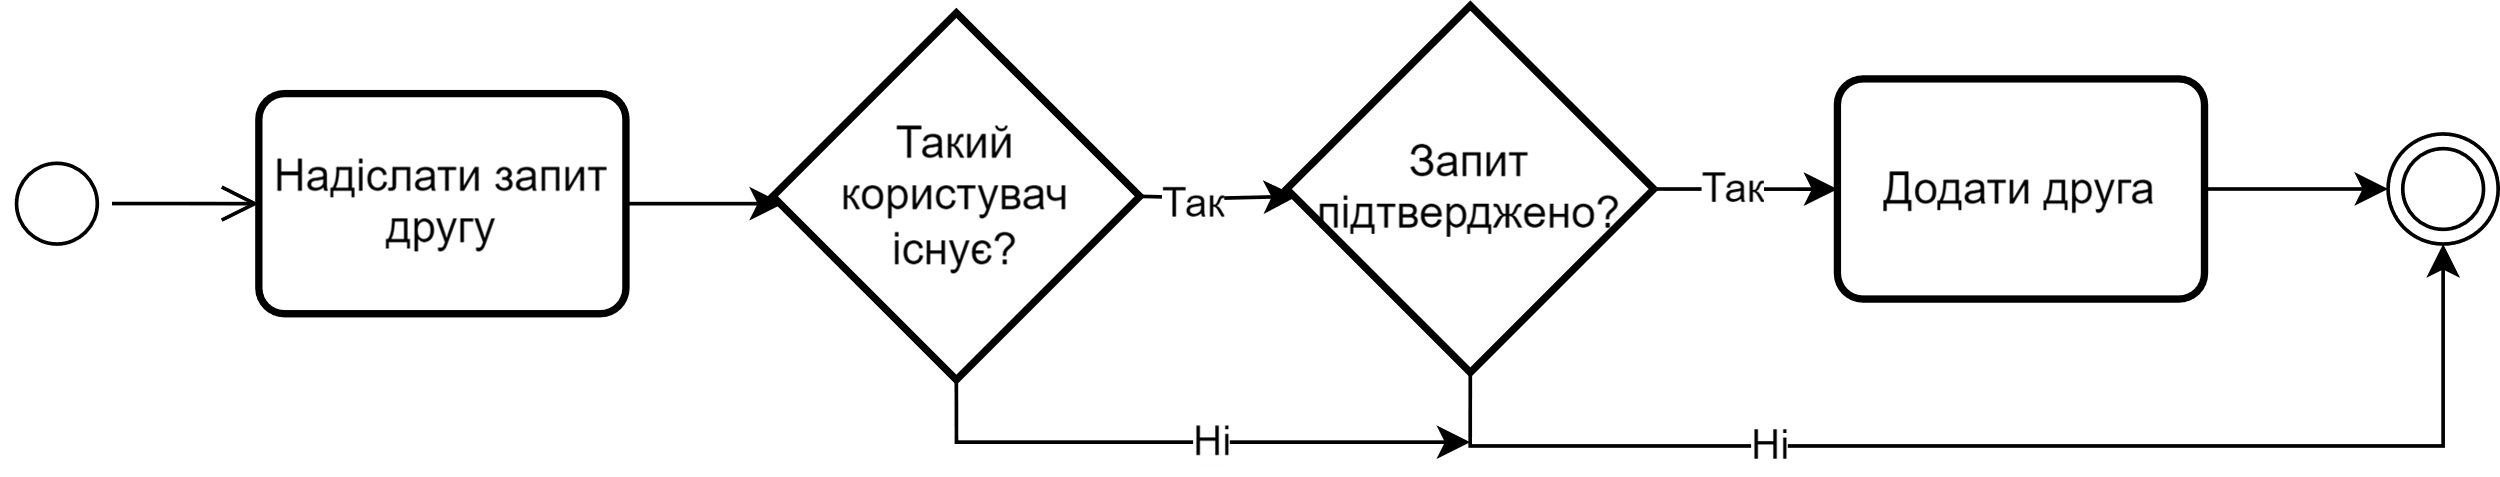 Надіслати запит
другу
Такий
користувач
існує?
Так
Запит
підтверджено?
Так
Додати друга
Ні
Ні